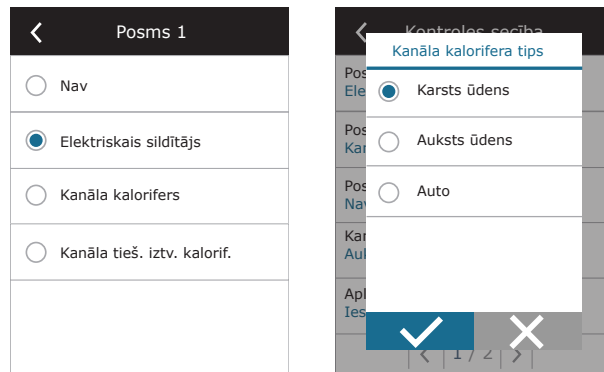 Posms 1
Nav
Elektriskais sildītājs
Kanāla kalorifers
Kanāla tieš. iztv. kalorif.
Kontroles secība
Kanāla kalorifera tips
Karsts ūdens
Auksts ūdens
Auto
1 / 2